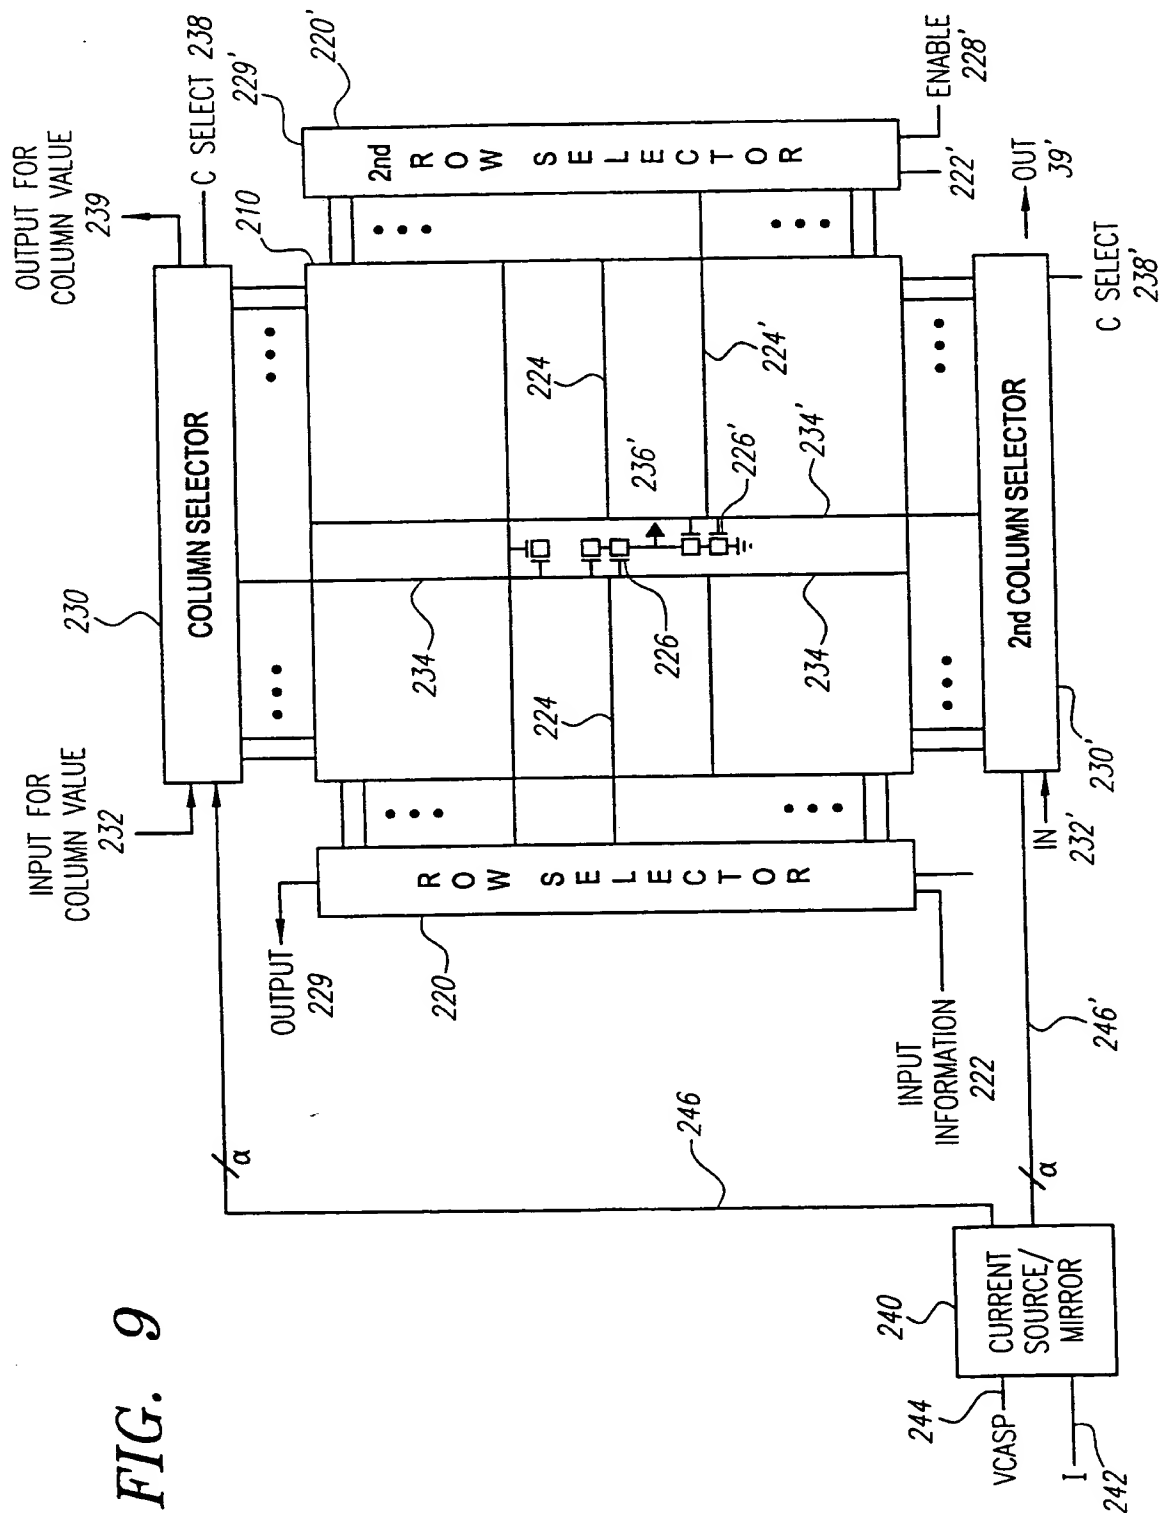 FIG. 9
OUTPUT FOR
COLUMN VALUE
239
C SELECT 238
229'
220'
210
INPUT FOR
COLUMN VALUE
232
230
COLUMN SELECTOR
2nd
ROW SELECTOR
ENABLE
228'
222'
OUTPUT
229
ROW SELECTOR
220
INPUT
INFORMATION
222
234
224
224
224'
236'
226'
226
234'
234
2nd COLUMN SELECTOR
230'
IN
232'
OUT
39'
C SELECT
238'
α
246
α
246'
240
CURRENT
SOURCE/
MIRROR
244
VCASP
I
242